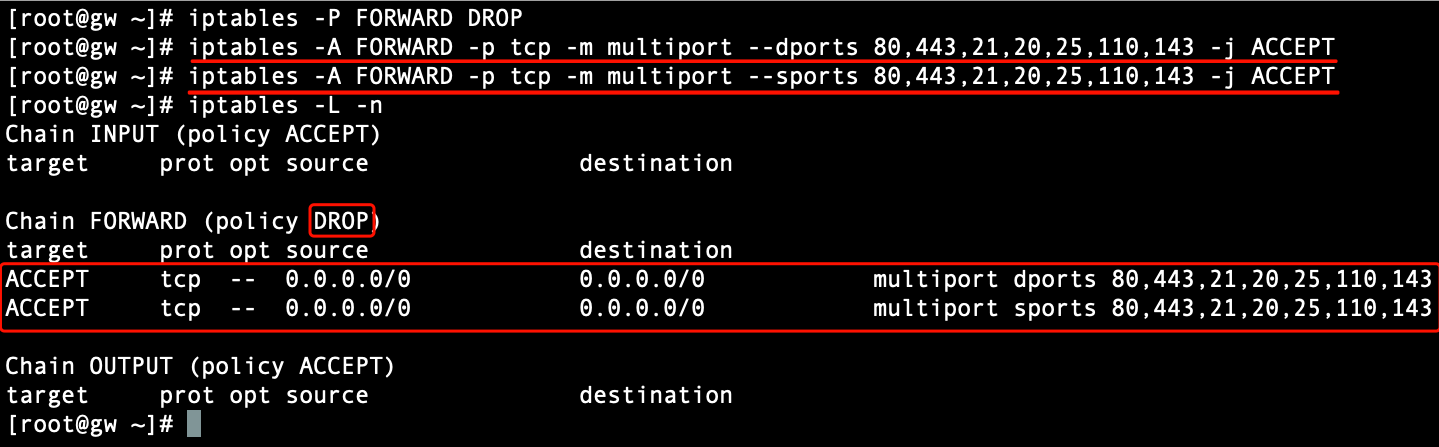 [root@gw ~]# iptables -P FORWARD DROP
[root@gw ~]# iptables -A FORWARD -p tcp -m multiport --dports 80,443,21,20,25,110,143 -j ACCEPT
[root@gw ~]# iptables -A FORWARD -p tcp -m multiport --sports 80,443,21,20,25,110,143 -j ACCEPT
[root@gw ~]# iptables -L -n
Chain INPUT (policy ACCEPT)
target     prot opt source               destination

Chain FORWARD (policy DROP)
target     prot opt source               destination
ACCEPT     tcp  --  0.0.0.0/0            0.0.0.0/0            multiport dports 80,443,21,20,25,110,143
ACCEPT     tcp  --  0.0.0.0/0            0.0.0.0/0            multiport sports 80,443,21,20,25,110,143

Chain OUTPUT (policy ACCEPT)
target     prot opt source               destination
[root@gw ~]#